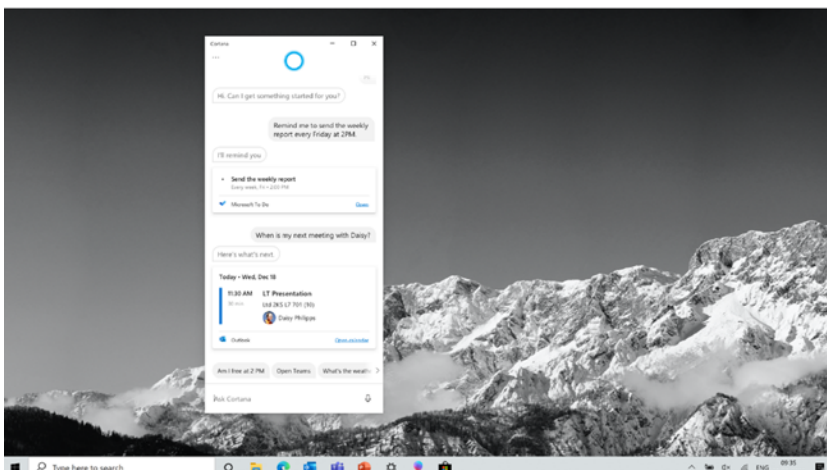 Cortana
Hi. Can I get something started for you?
Remind me to send the weekly
report every Friday at 2PM.
I'll remind you
Send the weekly report
Every week, Fri • 2:00 PM
Microsoft To Do
Open
When is my next meeting with Daisy?
Here's what's next.
Today • Wed, Dec 18
11:30 AM LT Presentation
30 min
Daisy Philipps
Outlook
Open calendar
Am I free at 2 PM Open Teams What's the weath
Ask Cortana
Type here to search
ENG
09:35